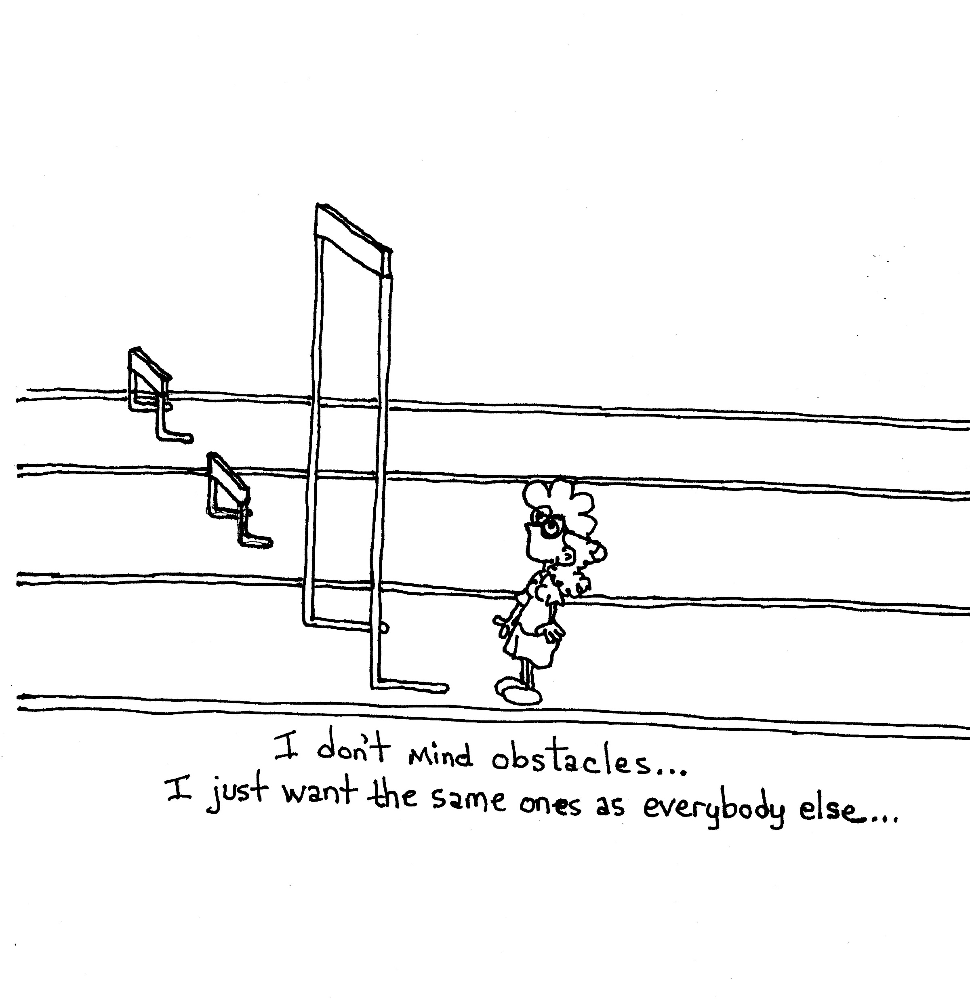 I don't mind obstacles...
I just want the same ones as everybody else...